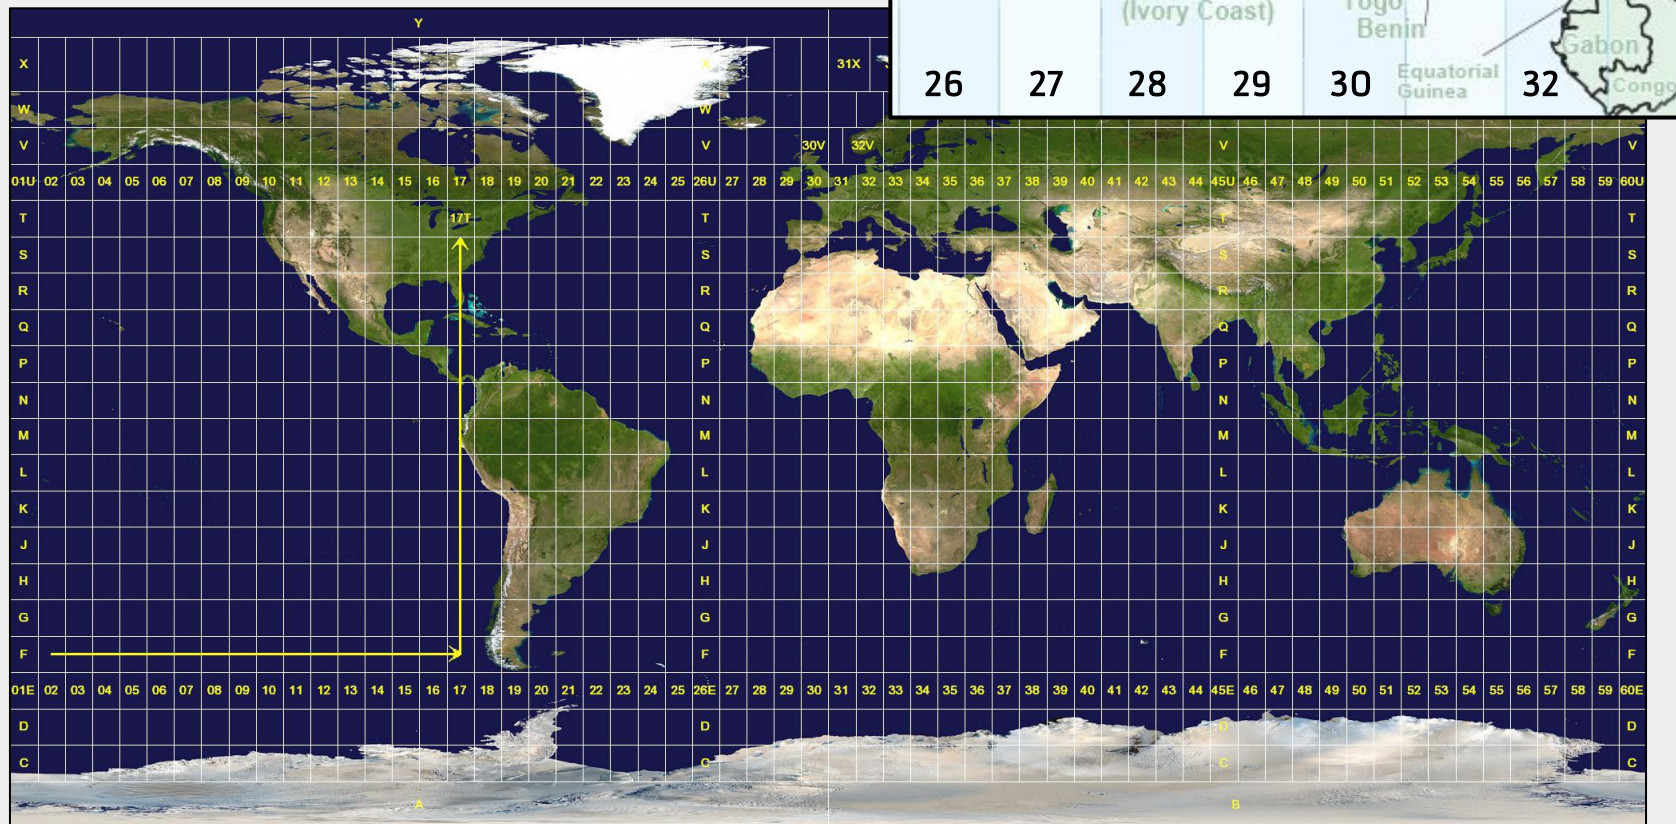 Y
(Ivory Coast)
Togo
Benin
Gabon
Equatorial
Guinea
Congo
26 27 28 29 30 32
X X 31X
W W
V V 30V 32V V V
01U 02 03 04 05 06 07 08 09 10 11 12 13 14 15 16 17 18 19 20 21 22 23 24 25 26U 27 28 29 30 31 32 33 34 35 36 37 38 39 40 41 42 43 44 45U 46 47 48 49 50 51 52 53 54 55 56 57 58 59 60U
T 17T T T T
S S S S
R R R R
Q Q Q Q
P P P P
N N N N
M M M M
L L L L
K K K K
J J J J
H H H H
G G G G
F F F F
01E 02 03 04 05 06 07 08 09 10 11 12 13 14 15 16 17 18 19 20 21 22 23 24 25 26E 27 28 29 30 31 32 33 34 35 36 37 38 39 40 41 42 43 44 45E 46 47 48 49 50 51 52 53 54 55 56 57 58 59 60E
D D D D
C C C C
A B